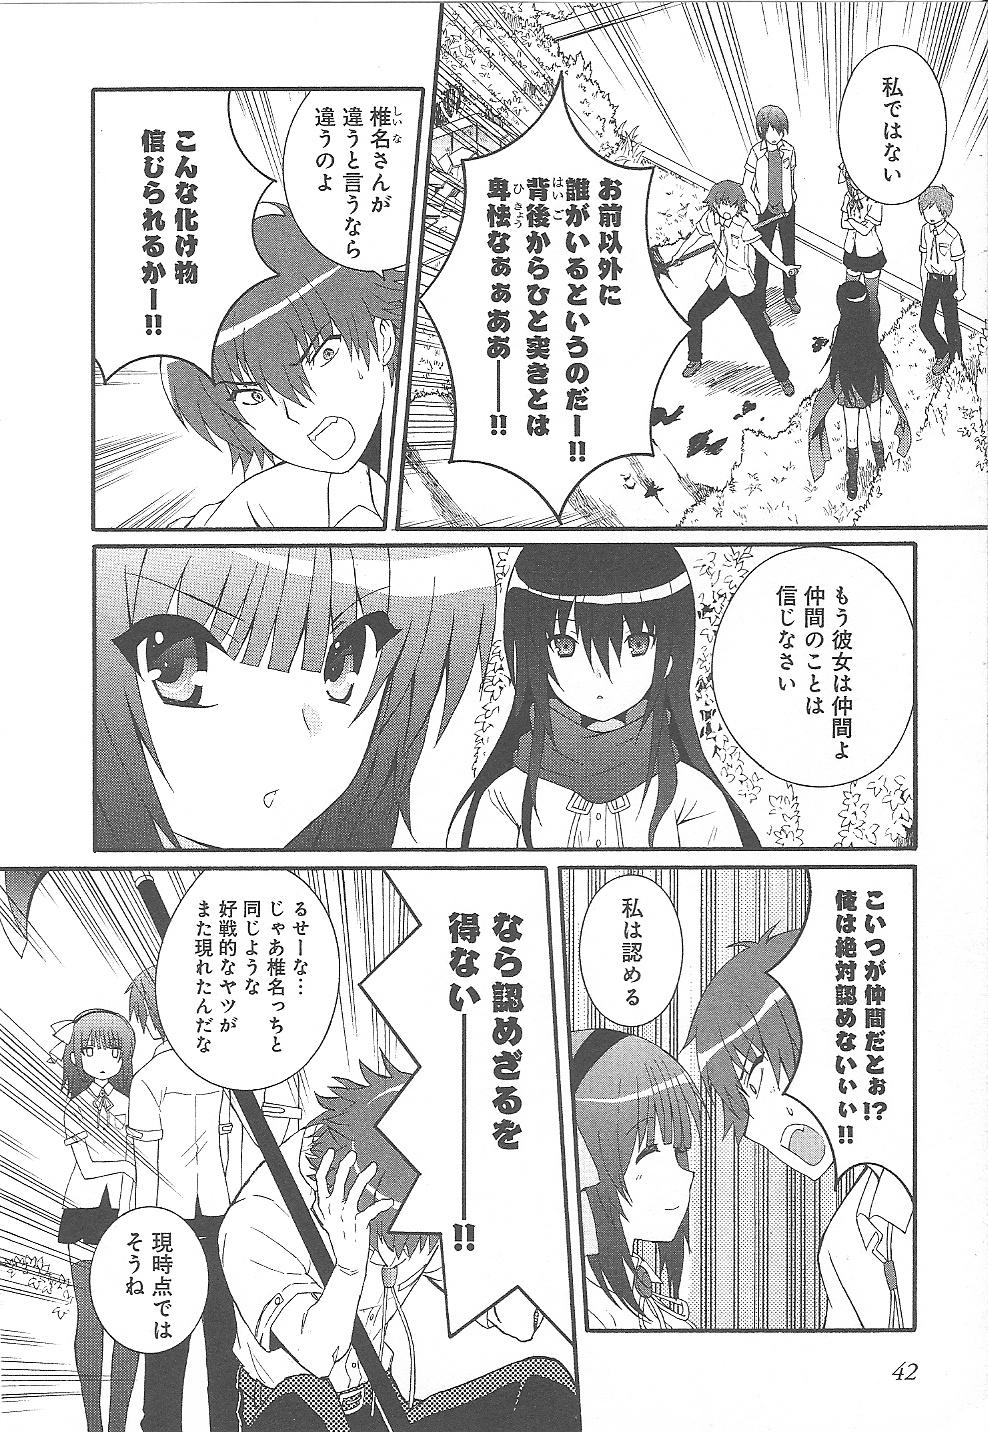 私ではない
お前以外に
誰がいるというのだー!!
背後からひと突きとは
卑怯なぁぁああ――!!
椎名さんが
違うと言うなら
違うのよ
こんな化け物
信じられるかー!!
もう彼女は仲間よ
仲間のことは
信じなさい
こいつが仲間だとぉ!?
俺は絶対認めないぃぃ!!
私は認める
なら認めざるを
得ない――――!!
るせーな…
じゃあ椎名っちと
同じような
好戦的なヤツが
また現れたんだな
現時点では
そうね
42